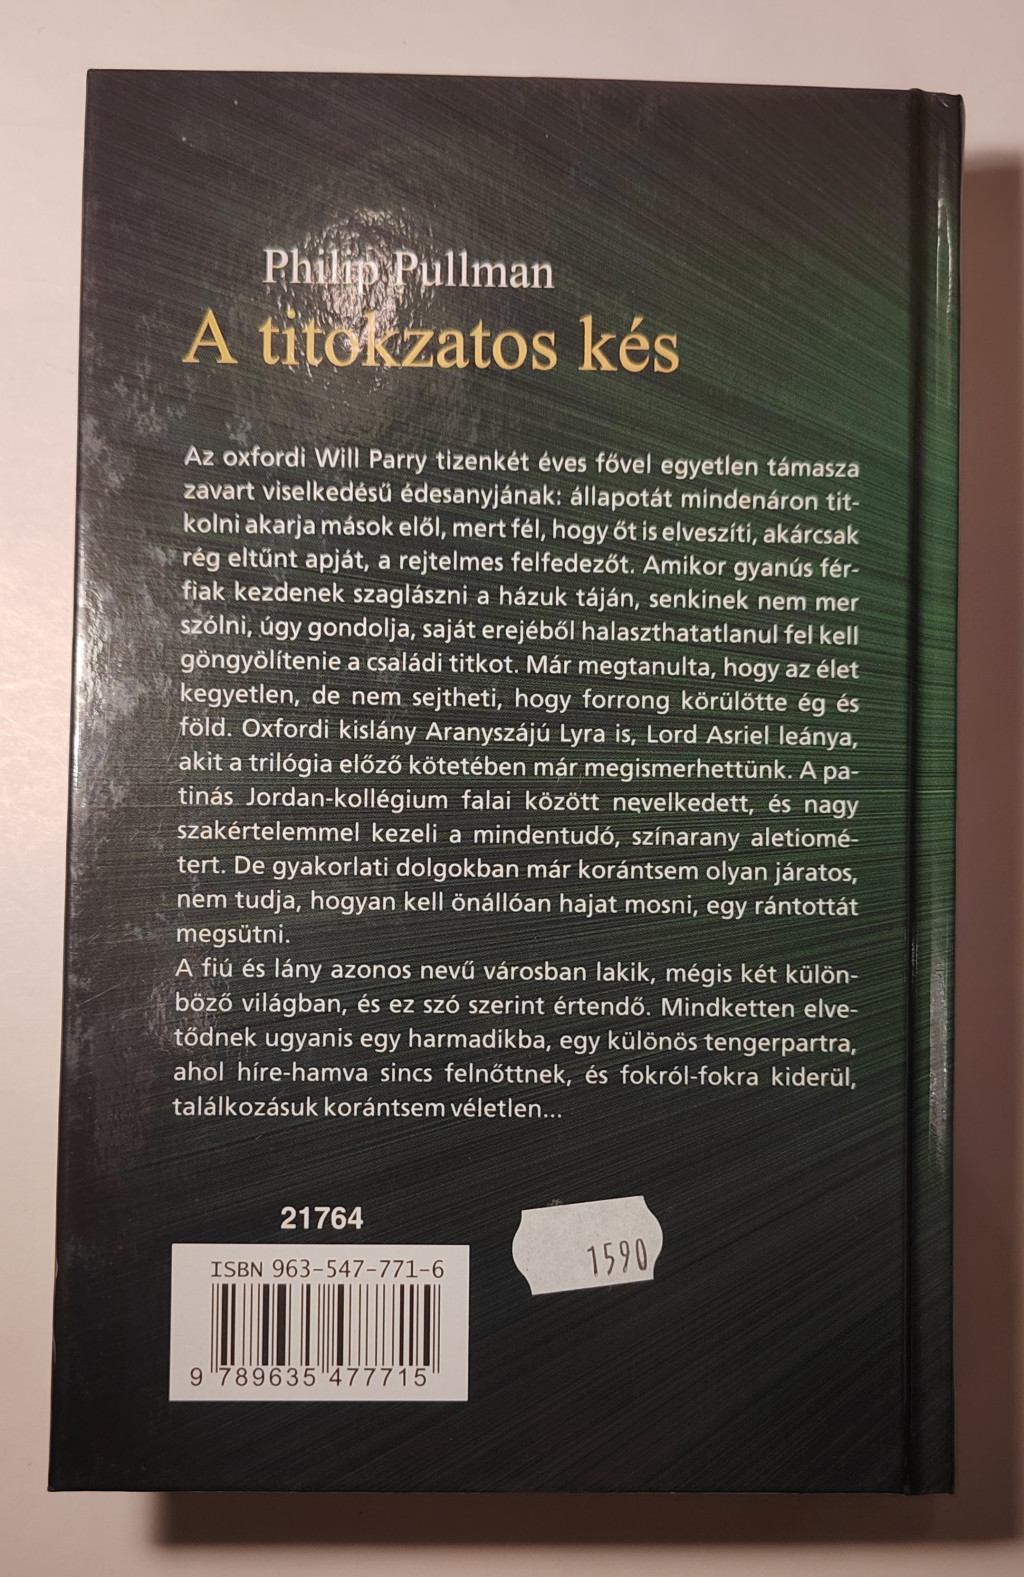 Philip Pullman
A titokzatos kés
Az oxfordi Will Parry tizenkét éves fővel egyetlen támasza
zavart viselkedésű édesanyjának: állapotát mindenáron tit-
kolni akarja mások elől, mert fél, hogy őt is elveszíti, akárcsak
rég eltűnt apját, a rejtelmes felfedezőt. Amikor gyanús fér-
fiak kezdenek szaglászni a házuk táján, senkinek nem mer
szólni, úgy gondolja, saját erejéből halaszthatatlanul fel kell
göngyölítenie a családi titkot. Már megtanulta, hogy az élet
kegyetlen, de nem sejtheti, hogy forrong körülötte ég és
föld. Oxfordi kislány Aranyszájú Lyra is, Lord Asriel leánya,
akit a trilógia előző kötetében már megismerhettünk. A pa-
tinás Jordan-kollégium falai között nevelkedett, és nagy
szakértelemmel kezeli a mindentudó, színarany aletiomé-
tert. De gyakorlati dolgokban már korántsem olyan járatos,
nem tudja, hogyan kell önállóan hajat mosni, egy rántottát
megsütni.
A fiú és lány azonos nevű városban lakik, mégis két külön-
böző világban, és ez szó szerint értendő. Mindketten elve-
tődnek ugyanis egy harmadikba, egy különös tengerpartra,
ahol híre-hamva sincs felnőttnek, és fokról-fokra kiderül,
találkozásuk korántsem véletlen...
21764
1590
ISBN 963-547-771-6
9 789635 477715